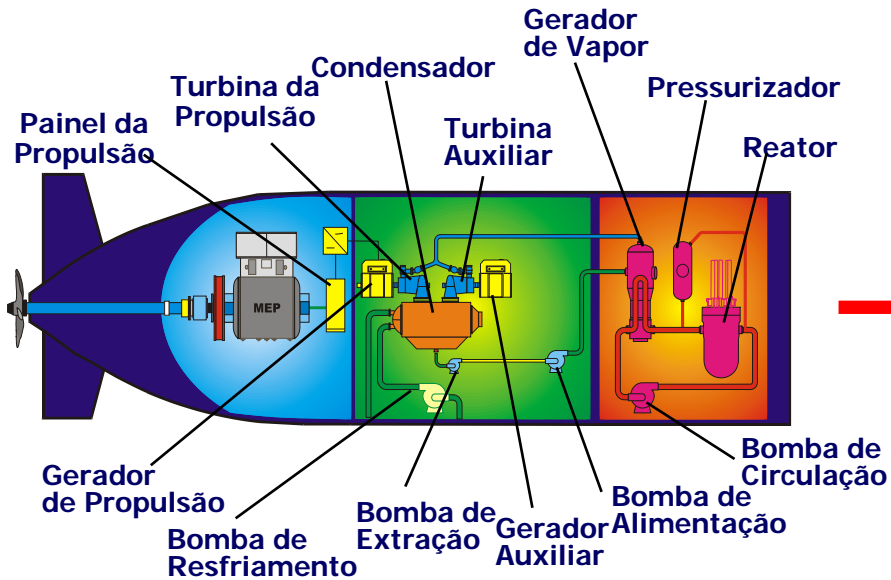 Gerador
de Vapor
Condensador
Turbina da
Propulsão
Pressurizador
Painel da
Propulsão
Turbina
Auxiliar
Reator
MEP
Bomba de
Circulação
Gerador
de Propulsão
Bomba de
Extração
Gerador
Auxiliar
Bomba de
Alimentação
Bomba de
Resfriamento